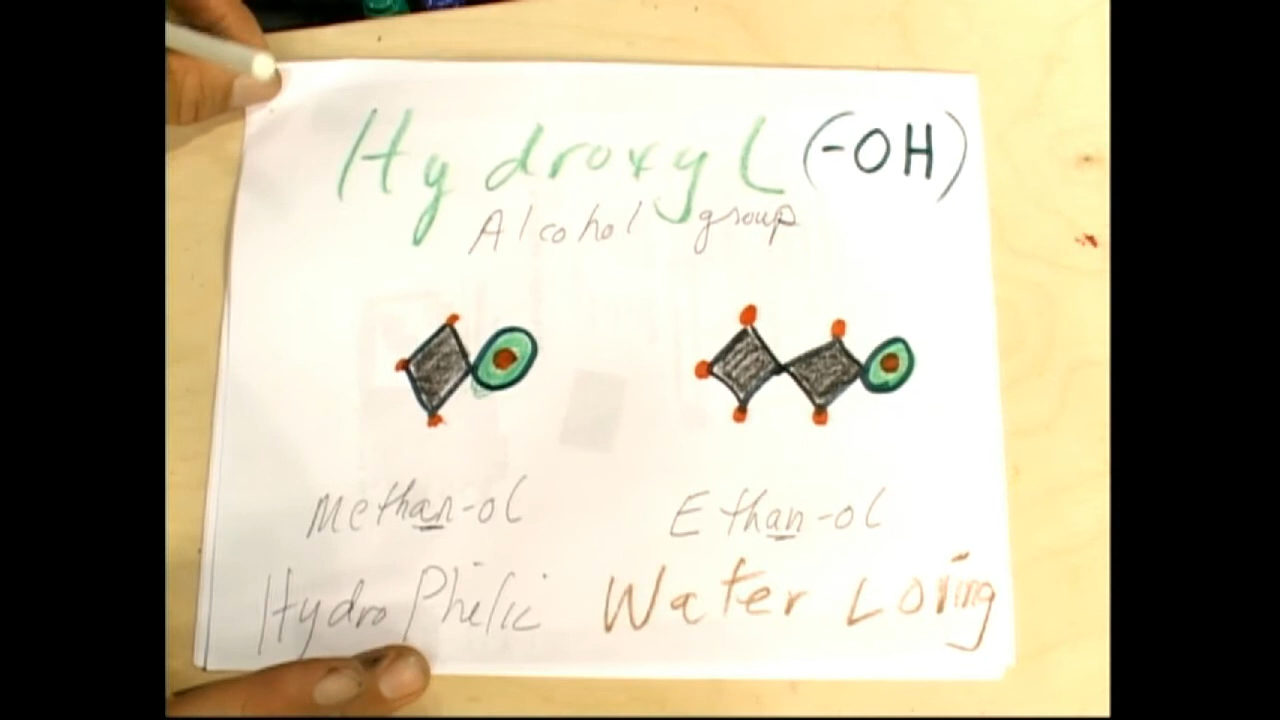 Hydroxyl (-OH)
Alcohol group
Methan-ol Ethan-ol
HydroPhilic Water Loving